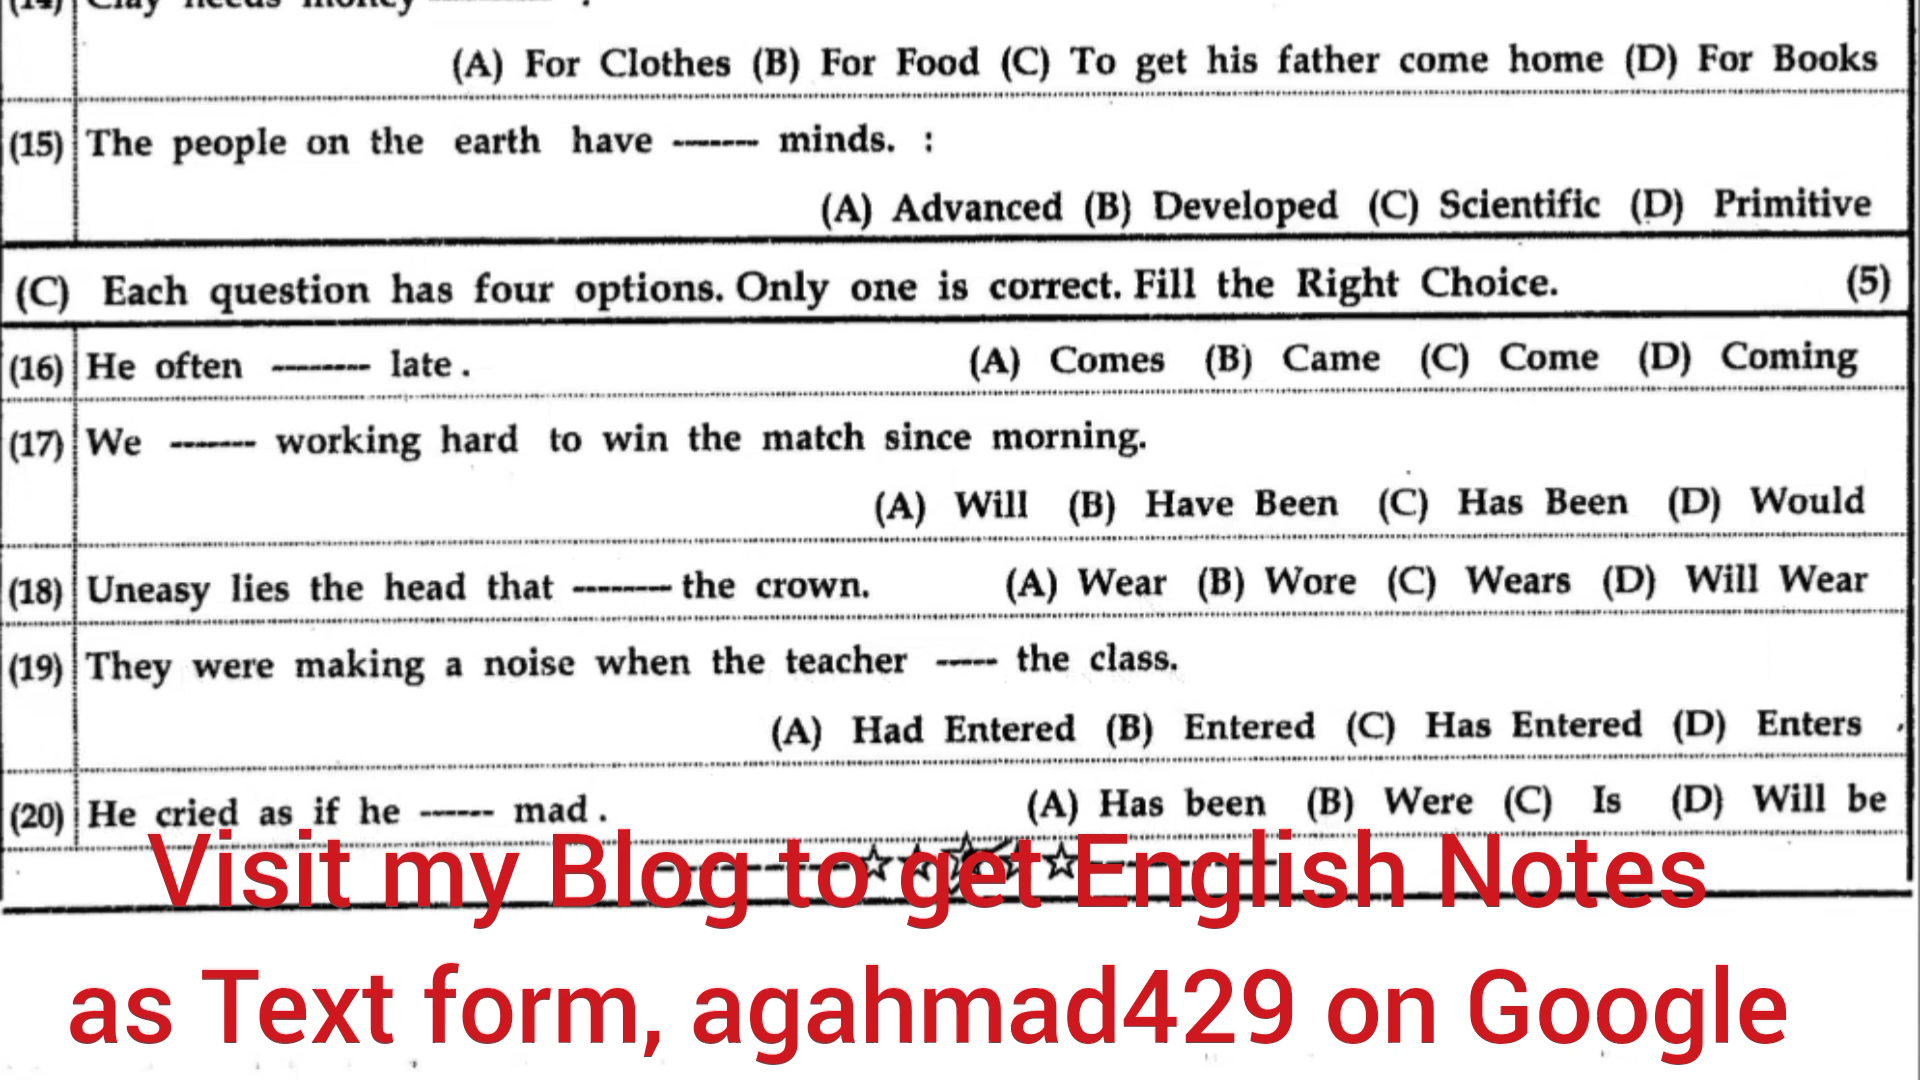 (14) Clay needs money ---------- :
(A) For Clothes (B) For Food (C) To get his father come home (D) For Books
(15) The people on the earth have ------- minds. :
(A) Advanced (B) Developed (C) Scientific (D) Primitive
(C) Each question has four options. Only one is correct. Fill the Right Choice. (5)
(16) He often -------- late . (A) Comes (B) Came (C) Come (D) Coming
(17) We ------- working hard to win the match since morning.
(A) Will (B) Have Been (C) Has Been (D) Would
(18) Uneasy lies the head that -------- the crown. (A) Wear (B) Wore (C) Wears (D) Will Wear
(19) They were making a noise when the teacher ----- the class.
(A) Had Entered (B) Entered (C) Has Entered (D) Enters
(20) He cried as if he ------ mad . (A) Has been (B) Were (C) Is (D) Will be
Visit my Blog to get English Notes
as Text form, agahmad429 on Google